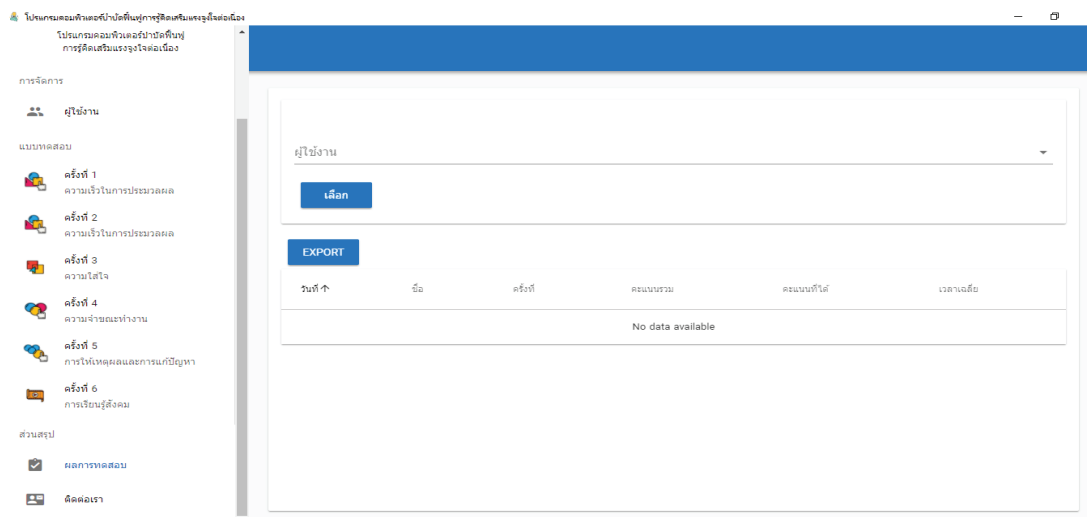 โปรแกรมคอมพิวเตอร์บำบัดฟื้นฟูการรู้คิดเสริมแรงจูงใจต่อเนื่อง
โปรแกรมคอมพิวเตอร์บำบัดฟื้นฟู
การรู้คิดเสริมแรงจูงใจต่อเนื่อง
การจัดการ
ผู้ใช้งาน
แบบทดสอบ
ครั้งที่ 1
ความเร็วในการประมวลผล
ครั้งที่ 2
ความเร็วในการประมวลผล
ครั้งที่ 3
ความใส่ใจ
ครั้งที่ 4
ความจำขณะทำงาน
ครั้งที่ 5
การให้เหตุผลและการแก้ปัญหา
ครั้งที่ 6
การเรียนรู้สังคม
ส่วนสรุป
ผลการทดสอบ
ติดต่อเรา
ผู้ใช้งาน
เลือก
EXPORT
วันที่ ชื่อ ครั้งที่ คะแนนรวม คะแนนที่ได้ เวลาเฉลี่ย
No data available